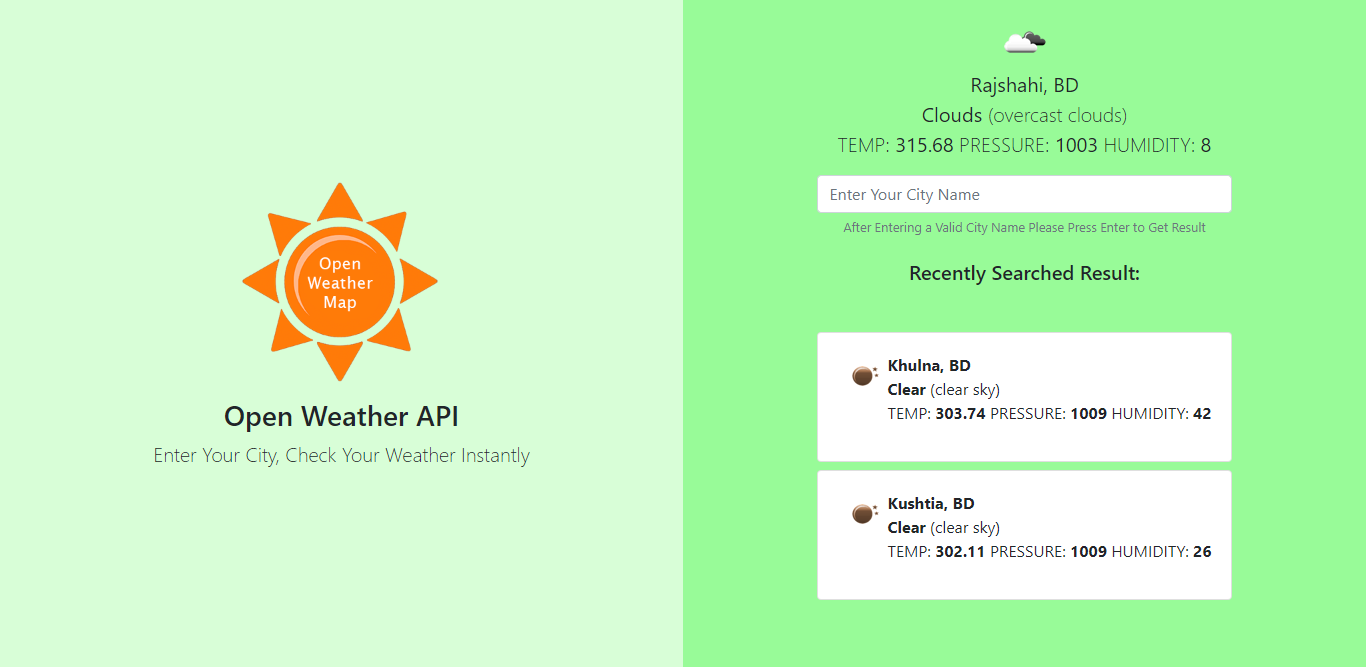 Open
Weather
Map
Open Weather API
Enter Your City, Check Your Weather Instantly
Rajshahi, BD
Clouds (overcast clouds)
TEMP: 315.68 PRESSURE: 1003 HUMIDITY: 8
Enter Your City Name
After Entering a Valid City Name Please Press Enter to Get Result
Recently Searched Result:
Khulna, BD
Clear (clear sky)
TEMP: 303.74 PRESSURE: 1009 HUMIDITY: 42
Kushtia, BD
Clear (clear sky)
TEMP: 302.11 PRESSURE: 1009 HUMIDITY: 26